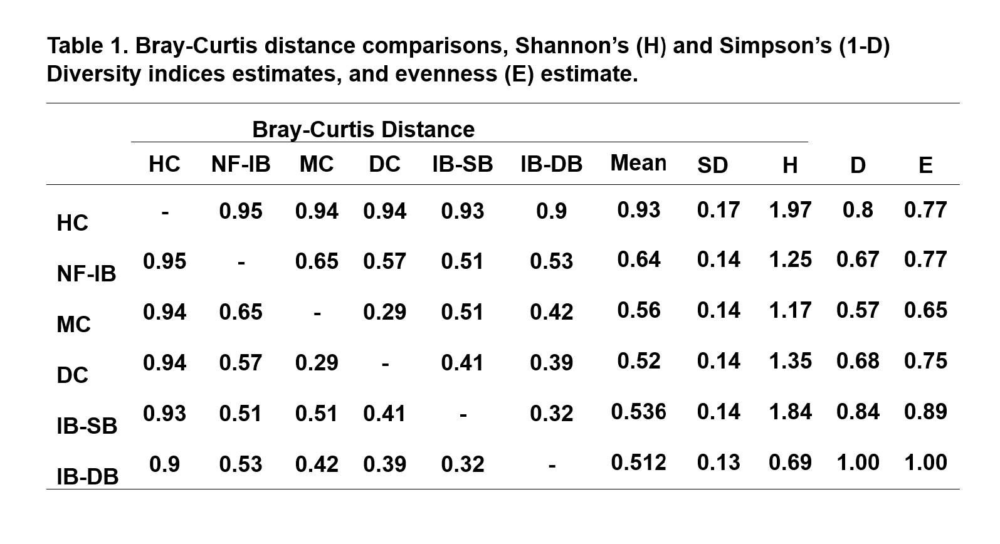 Table 1. Bray-Curtis distance comparisons, Shannon’s (H) and Simpson’s (1-D)
Diversity indices estimates, and evenness (E) estimate.
Bray-Curtis Distance
HC NF-IB MC DC IB-SB IB-DB Mean SD H D E
HC - 0.95 0.94 0.94 0.93 0.9 0.93 0.17 1.97 0.8 0.77
NF-IB 0.95 - 0.65 0.57 0.51 0.53 0.64 0.14 1.25 0.67 0.77
MC 0.94 0.65 - 0.29 0.51 0.42 0.56 0.14 1.17 0.57 0.65
DC 0.94 0.57 0.29 - 0.41 0.39 0.52 0.14 1.35 0.68 0.75
IB-SB 0.93 0.51 0.51 0.41 - 0.32 0.536 0.14 1.84 0.84 0.89
IB-DB 0.9 0.53 0.42 0.39 0.32 - 0.512 0.13 0.69 1.00 1.00